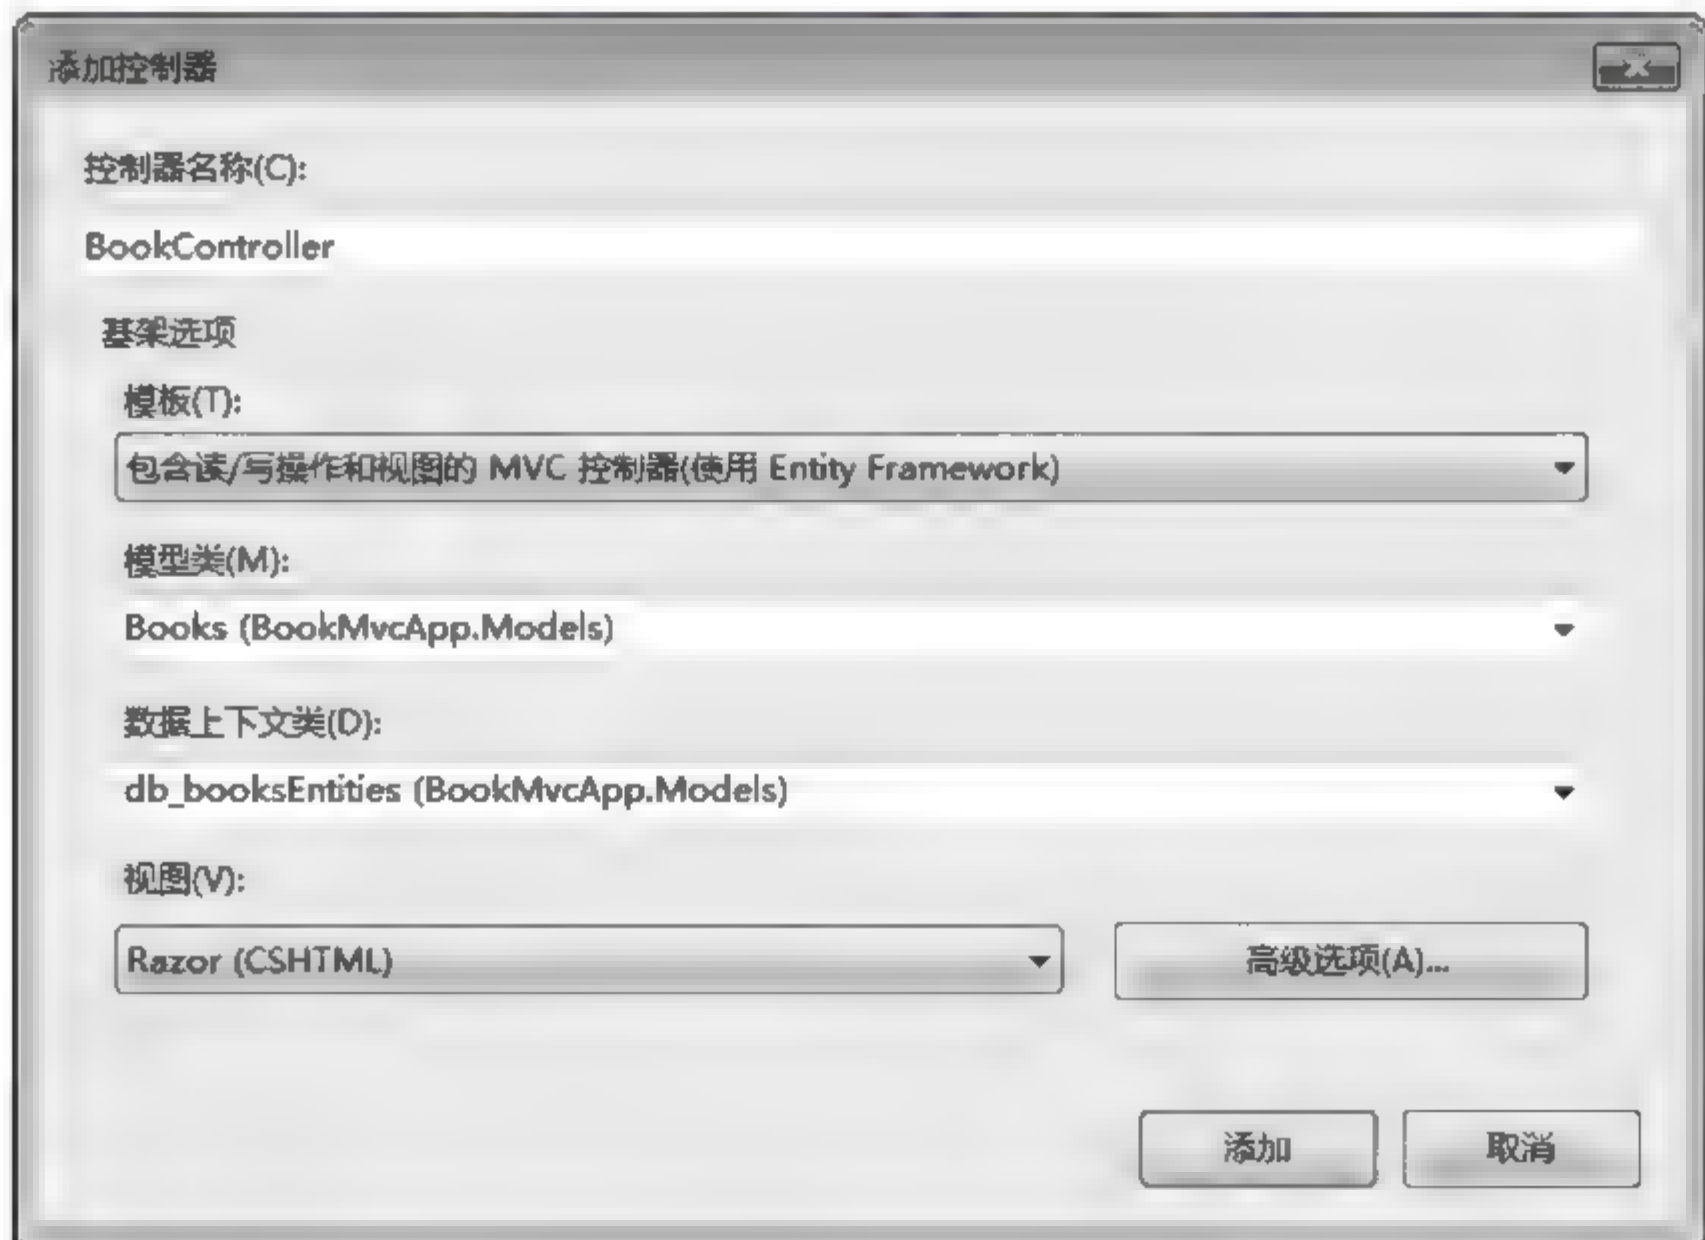 添加控制器
控制器名称(C):
BookController
基架选项
模板(T):
包含读/写操作和视图的 MVC 控制器(使用 Entity Framework)
模型类(M):
Books (BookMvcApp.Models)
数据上下文类(D):
db_booksEntities (BookMvcApp.Models)
视图(V):
Razor (CSHTML)
高级选项(A)...
添加
取消